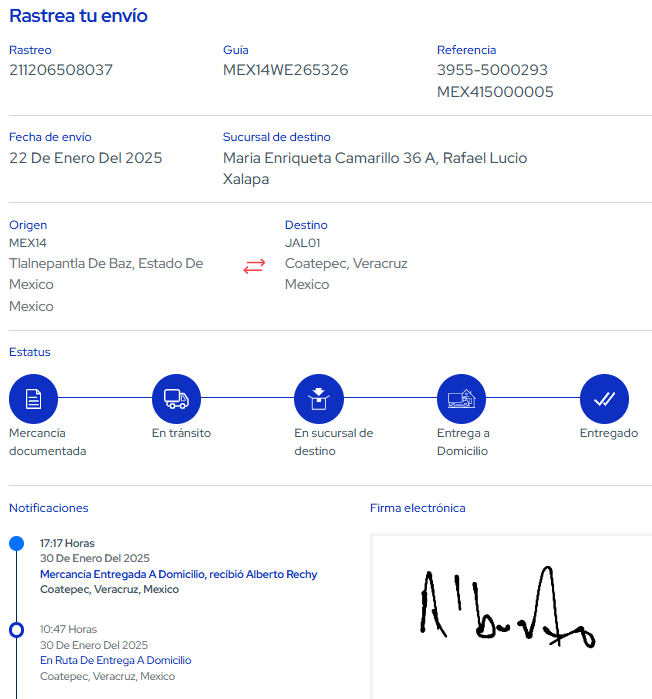 Rastrea tu envío
Rastreo
211206508037
Guía
MEX14WE265326
Referencia
3955-5000293
MEX415000005
Fecha de envío
22 De Enero Del 2025
Sucursal de destino
Maria Enriqueta Camarillo 36 A, Rafael Lucio
Xalapa
Origen
MEX14
Tlalnepantla De Baz, Estado De
Mexico
Mexico
Destino
JAL01
Coatepec, Veracruz
Mexico
Estatus
Mercancía
documentada
En tránsito
En sucursal de
destino
Entrega a
Domicilio
Entregado
Notificaciones
17:17 Horas
30 De Enero Del 2025
Mercancía Entregada A Domicilio, recibió Alberto Rechy
Coatepec, Veracruz, Mexico
10:47 Horas
30 De Enero Del 2025
En Ruta De Entrega A Domicilio
Coatepec, Veracruz, Mexico
Firma electrónica
Alberto